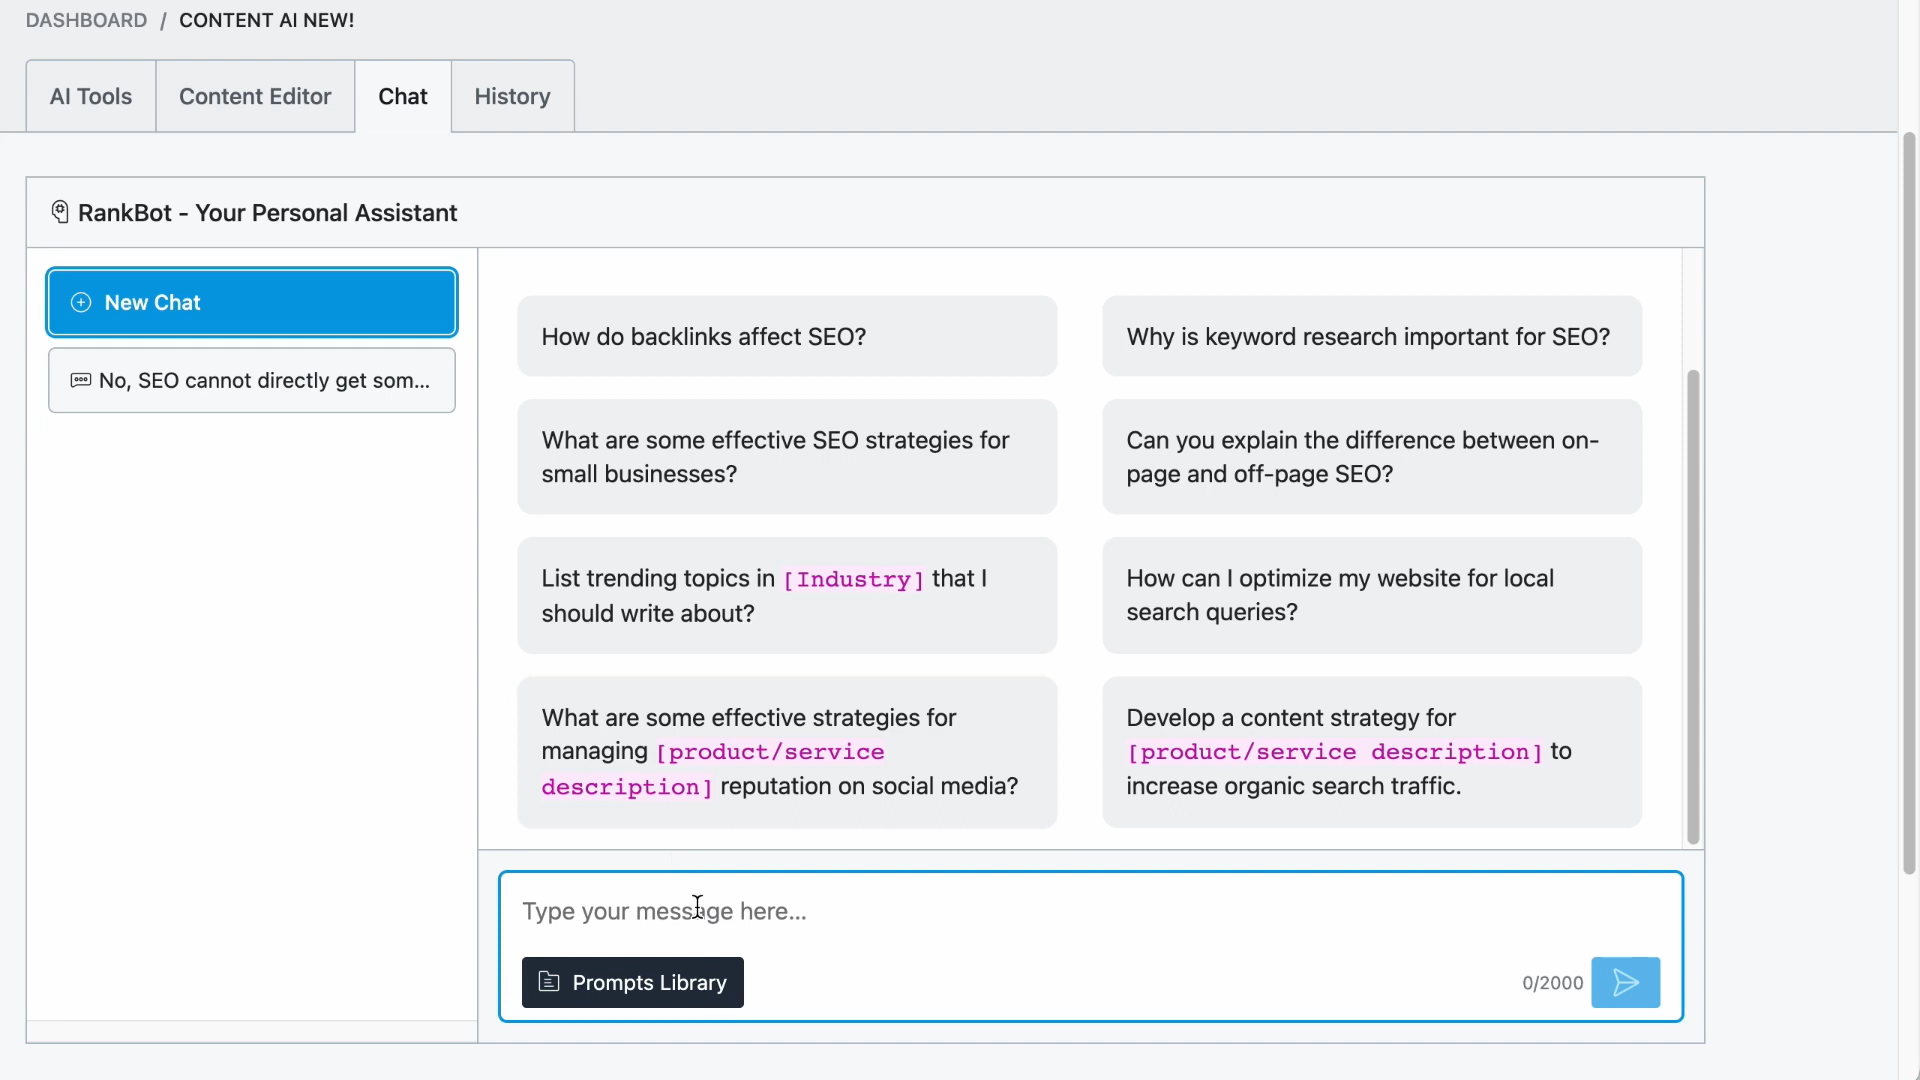 DASHBOARD / CONTENT AI NEW!
AI Tools
Content Editor
Chat
History
RankBot - Your Personal Assistant
New Chat
No, SEO cannot directly get som...
How do backlinks affect SEO?
Why is keyword research important for SEO?
What are some effective SEO strategies for
small businesses?
Can you explain the difference between on-
page and off-page SEO?
List trending topics in [Industry] that I
should write about?
How can I optimize my website for local
search queries?
What are some effective strategies for
managing [product/service
description] reputation on social media?
Develop a content strategy for
[product/service description] to
increase organic search traffic.
Type your message here...
Prompts Library
0/2000